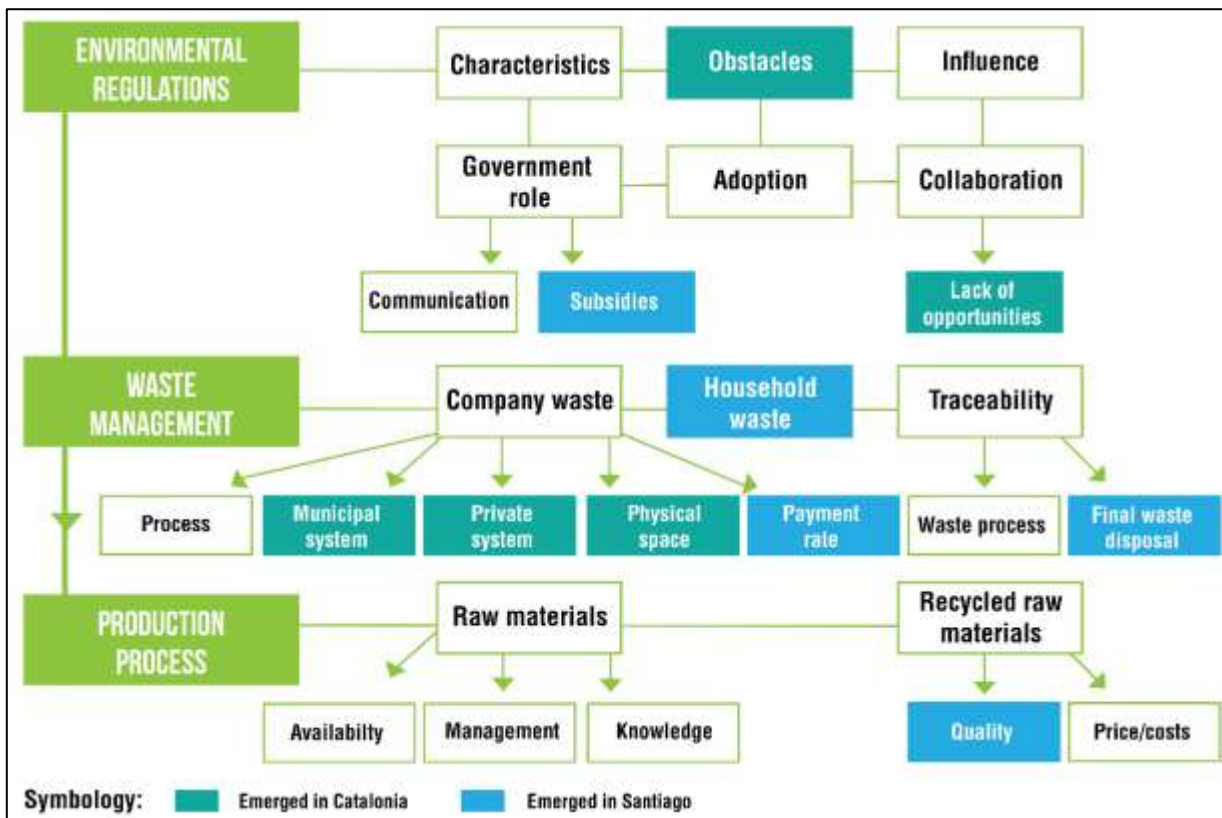 ENVIRONMENTAL
REGULATIONS
Characteristics
Obstacles
Influence
Government
role
Adoption
Collaboration
Communication
Subsidies
Lack of
opportunities
WASTE
MANAGEMENT
Company waste
Household
waste
Traceability
Process
Municipal
system
Private
system
Physical
space
Payment
rate
Waste process
Final waste
disposal
PRODUCTION
PROCESS
Raw materials
Recycled raw
materials
Availabilty
Management
Knowledge
Quality
Price/costs
Symbology:
Emerged in Catalonia
Emerged in Santiago